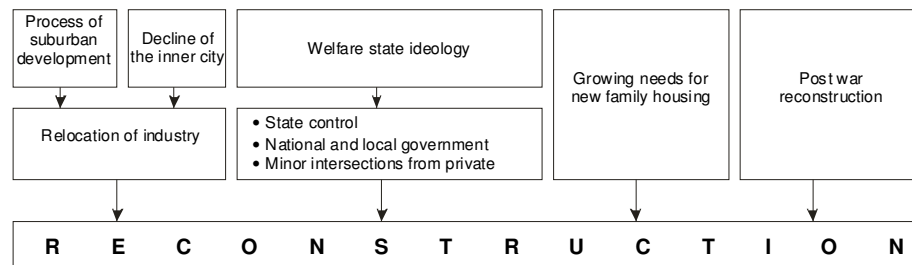 Process of
suburban
development
Decline of
the inner city
Welfare state ideology
Growing needs for
new family housing
Post war
reconstruction
Relocation of industry
• State control
• National and local government
• Minor intersections from private
R E C O N S T R U C T I O N